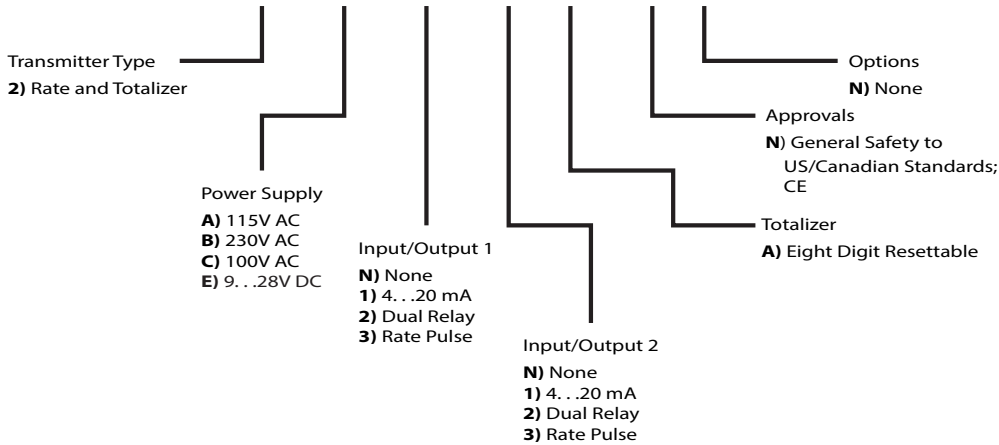 Transmitter Type
2) Rate and Totalizer
Power Supply
A) 115V AC
B) 230V AC
C) 100V AC
E) 9. . .28V DC
Input/Output 1
N) None
1) 4. . .20 mA
2) Dual Relay
3) Rate Pulse
Input/Output 2
N) None
1) 4. . .20 mA
2) Dual Relay
3) Rate Pulse
Totalizer
A) Eight Digit Resettable
Approvals
N) General Safety to
US/Canadian Standards;
CE
Options
N) None